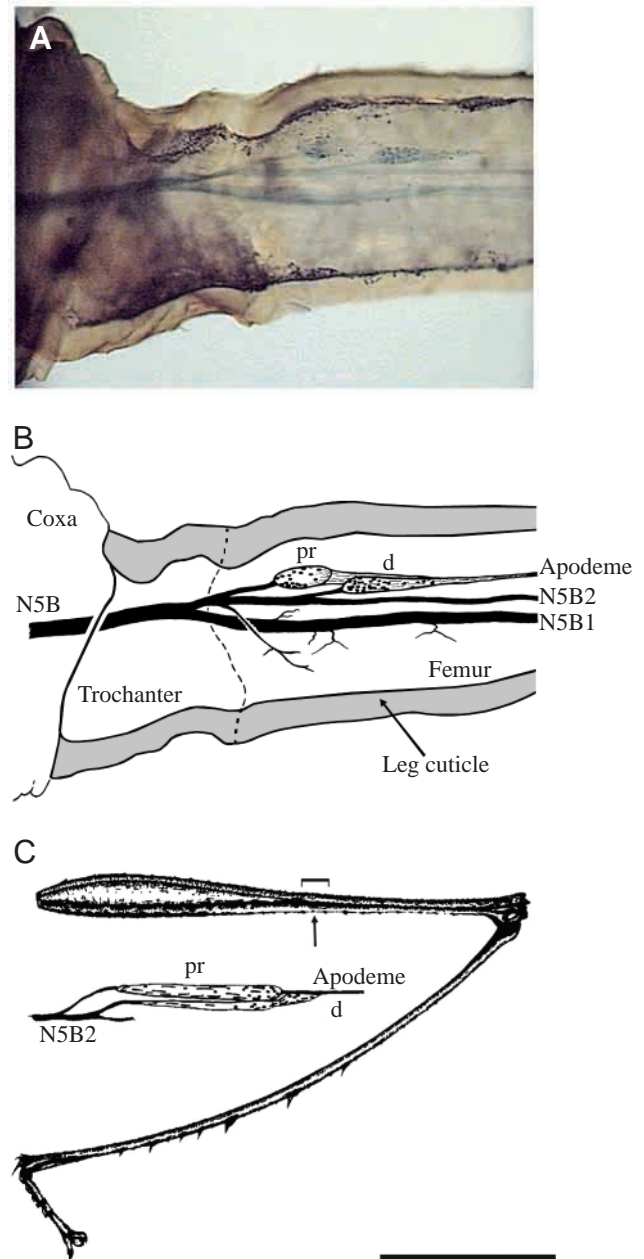 A
B
Coxa
pr
d
Apodeme
N5B
N5B2
N5B1
Femur
Trochanter
Leg cuticle
C
pr
Apodeme
d
N5B2